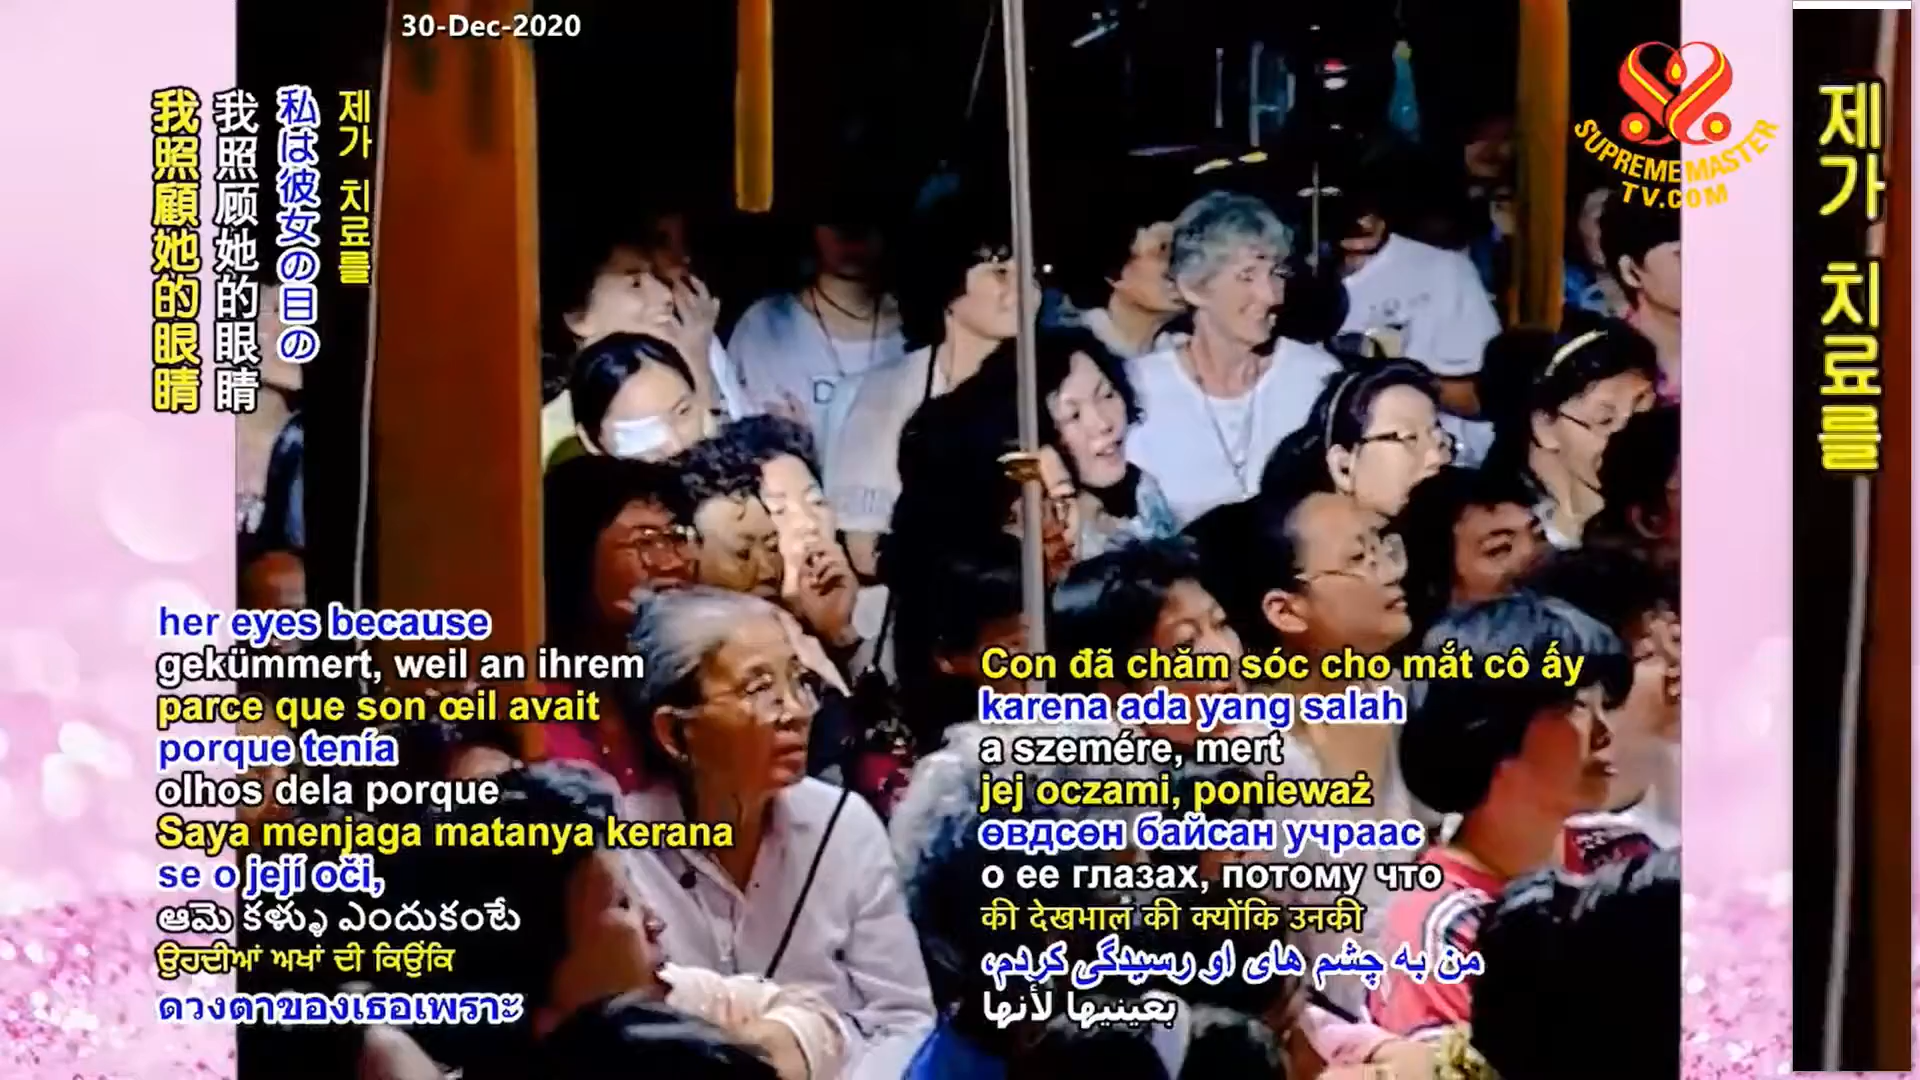 30-Dec-2020
SUPREME MASTER
TV.COM
제가 치료를
私は彼女の目の
我照顾她的眼睛
我照顧她的眼睛
her eyes because
gekümmert, weil an ihrem
parce que son œil avait
porque tenía
olhos dela porque
Saya menjaga matanya kerana
se o její oči,
ఆమె కళ్ళు ఎందుకంటే
ਉਹਦੀਆਂ ਅਖਾਂ ਦੀ ਕਿਉਂਕਿ
ดวงตาของเธอเพราะ
Con đã chăm sóc cho mắt cô ấy
karena ada yang salah
a szemére, mert
jej oczami, ponieważ
өвдсөн байсан учраас
о ее глазах, потому что
की देखभाल की क्योंकि उनकी
من به چشم های او رسیدگی کردم،
بعينيها لأنها
제가 치료를